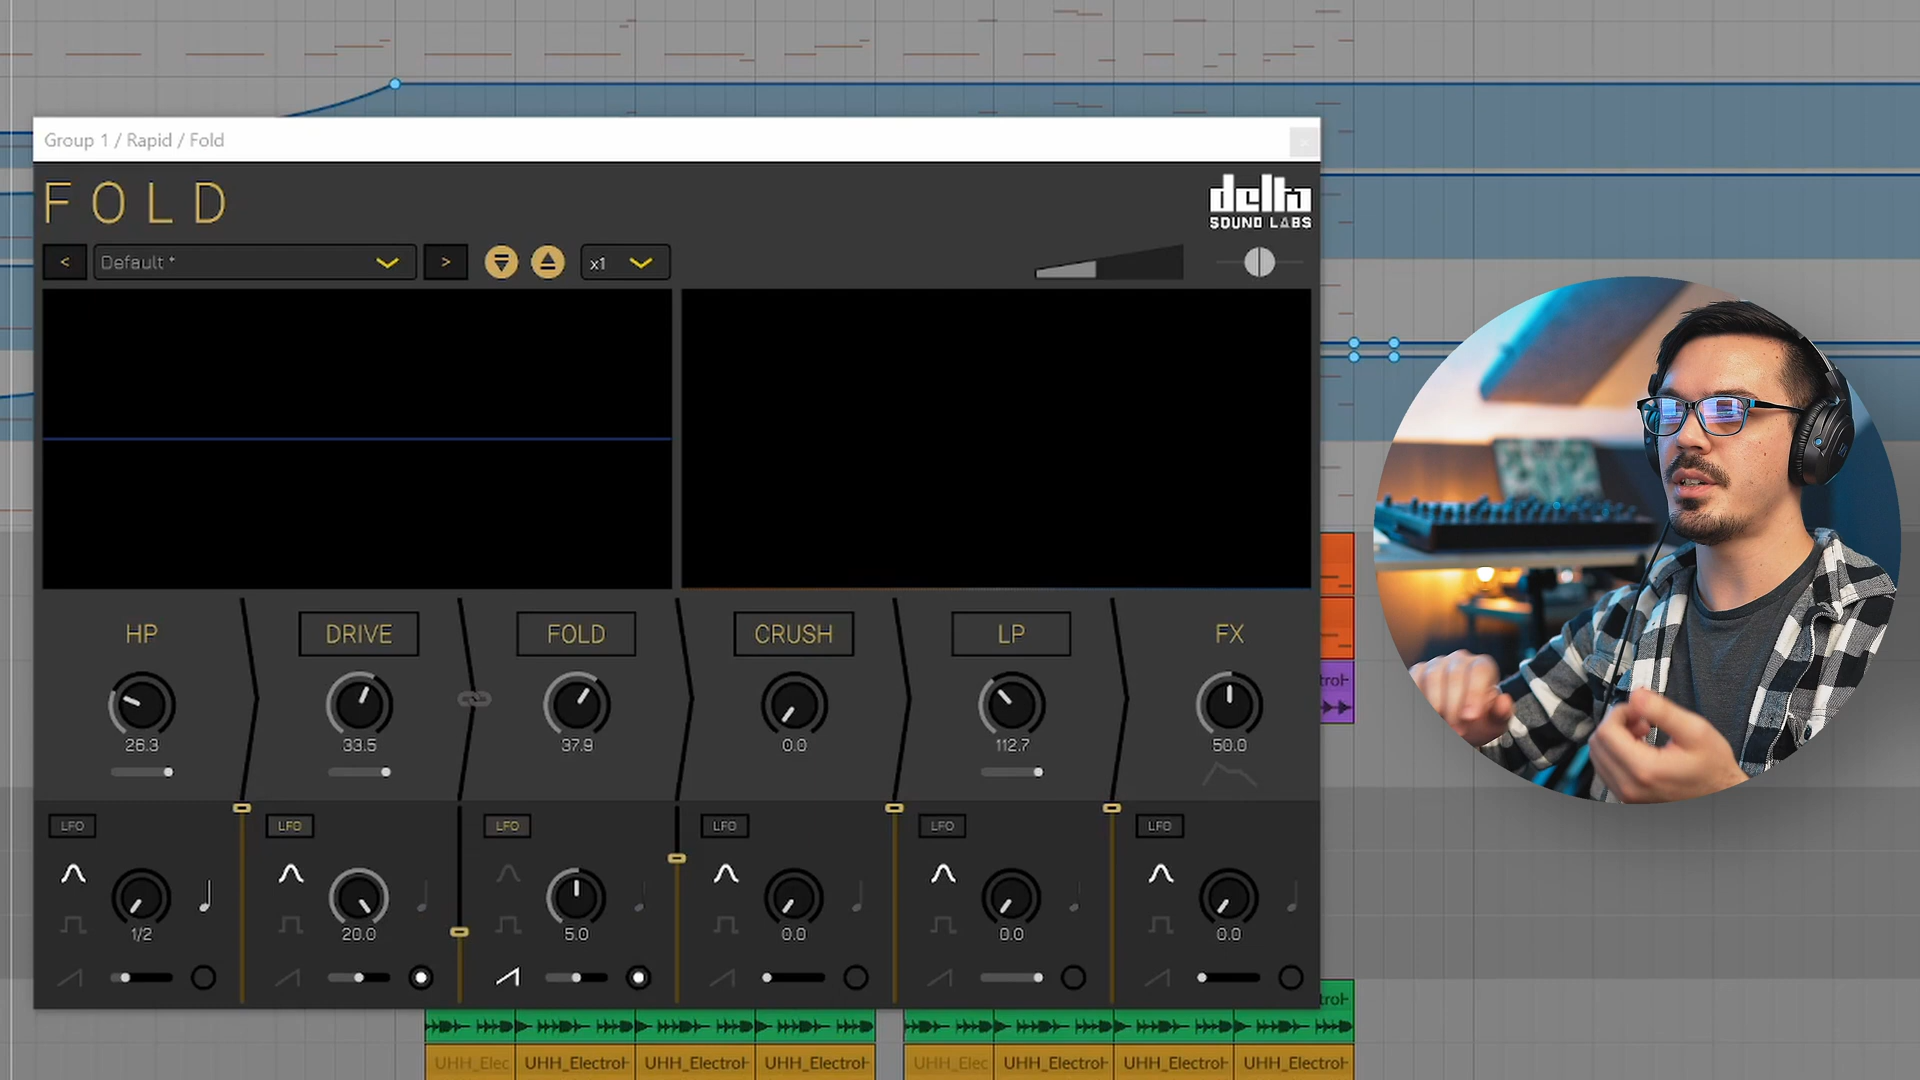 Group 1 / Rapid / Fold
FOLD
delta
SOUND LABS
< Default * > x1
HP DRIVE FOLD CRUSH LP FX
26.3 33.5 37.9 0.0 112.7 50.0
LFO LFO LFO LFO LFO LFO
1/2 20.0 5.0 0.0 0.0 0.0
UHH_Elec UHH_Electro UHH_Electro UHH_Electro UHH_Elec UHH_Electro UHH_Electro UHH_Electro